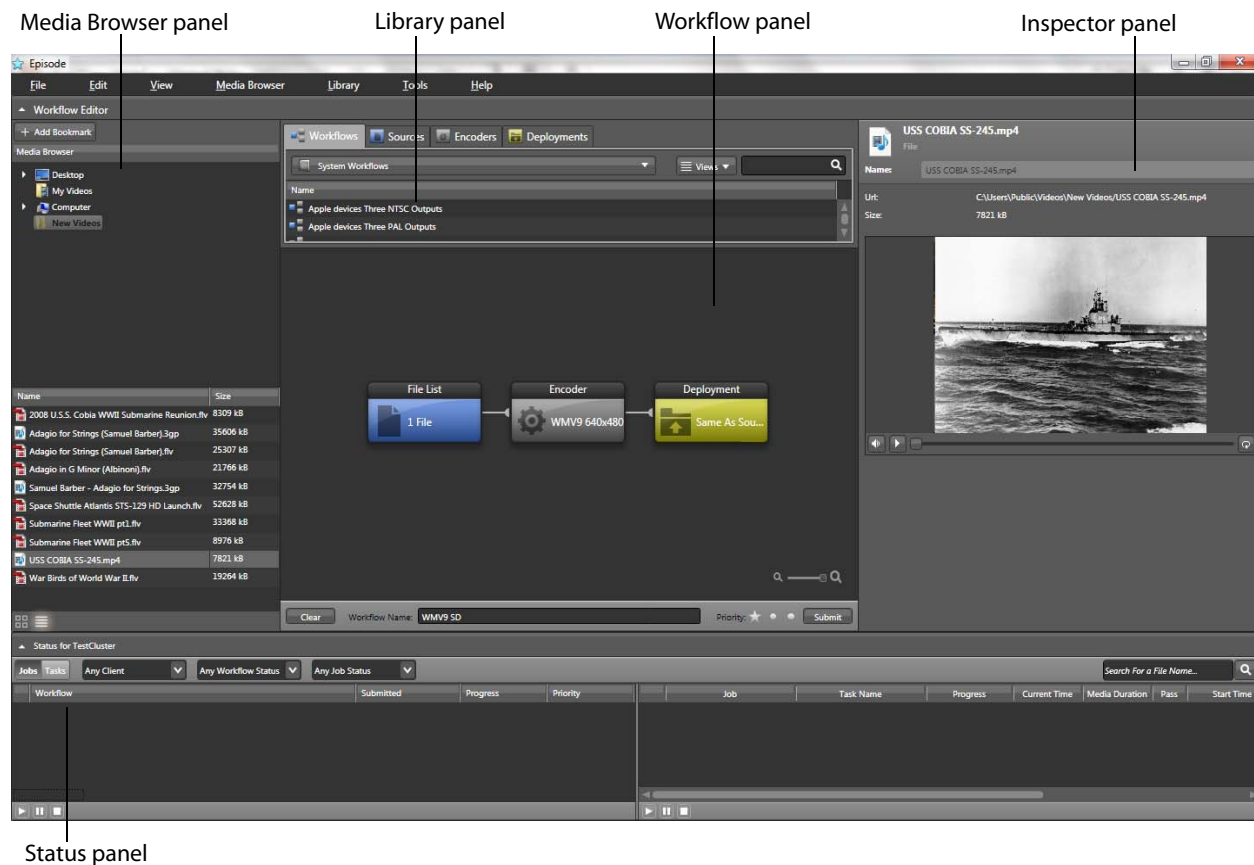 Media Browser panel
Library panel
Workflow panel
Inspector panel
Episode
File Edit View Media Browser Library Tools Help
Workflow Editor
+ Add Bookmark
Media Browser
Desktop
My Videos
Computer
New Videos
Workflows Sources Encoders Deployments
System Workflows
Views
Name
Apple devices Three NTSC Outputs
Apple devices Three PAL Outputs
USS COBIA SS-245.mp4
File
Name: USS COBIA SS-245.mp4
Url: C:\Users\Public\Videos\New Videos/USS COBIA SS-245.mp4
Size: 7821 kB
File List
1 File
Encoder
WMV9 640x480
Deployment
Same As Sou...
Name Size
2008 U.S.S. Cobia WWII Submarine Reunion.flv 8309 kB
Adagio for Strings (Samuel Barber).3gp 35606 kB
Adagio for Strings (Samuel Barber).flv 25307 kB
Adagio in G Minor (Albinoni).flv 21766 kB
Samuel Barber - Adagio for Strings.3gp 32754 kB
Space Shuttle Atlantis STS-129 HD Launch.flv 52628 kB
Submarine Fleet WWII pt1.flv 33368 kB
Submarine Fleet WWII pt5.flv 8976 kB
USS COBIA SS-245.mp4 7821 kB
War Birds of World War II.flv 19264 kB
Clear Workflow Name: WMV9 SD Priority: Submit
Status for TestCluster
Jobs Tasks Any Client Any Workflow Status Any Job Status Search For a File Name...
Workflow Submitted Progress Priority
Job Task Name Progress Current Time Media Duration Pass Start Time
Status panel